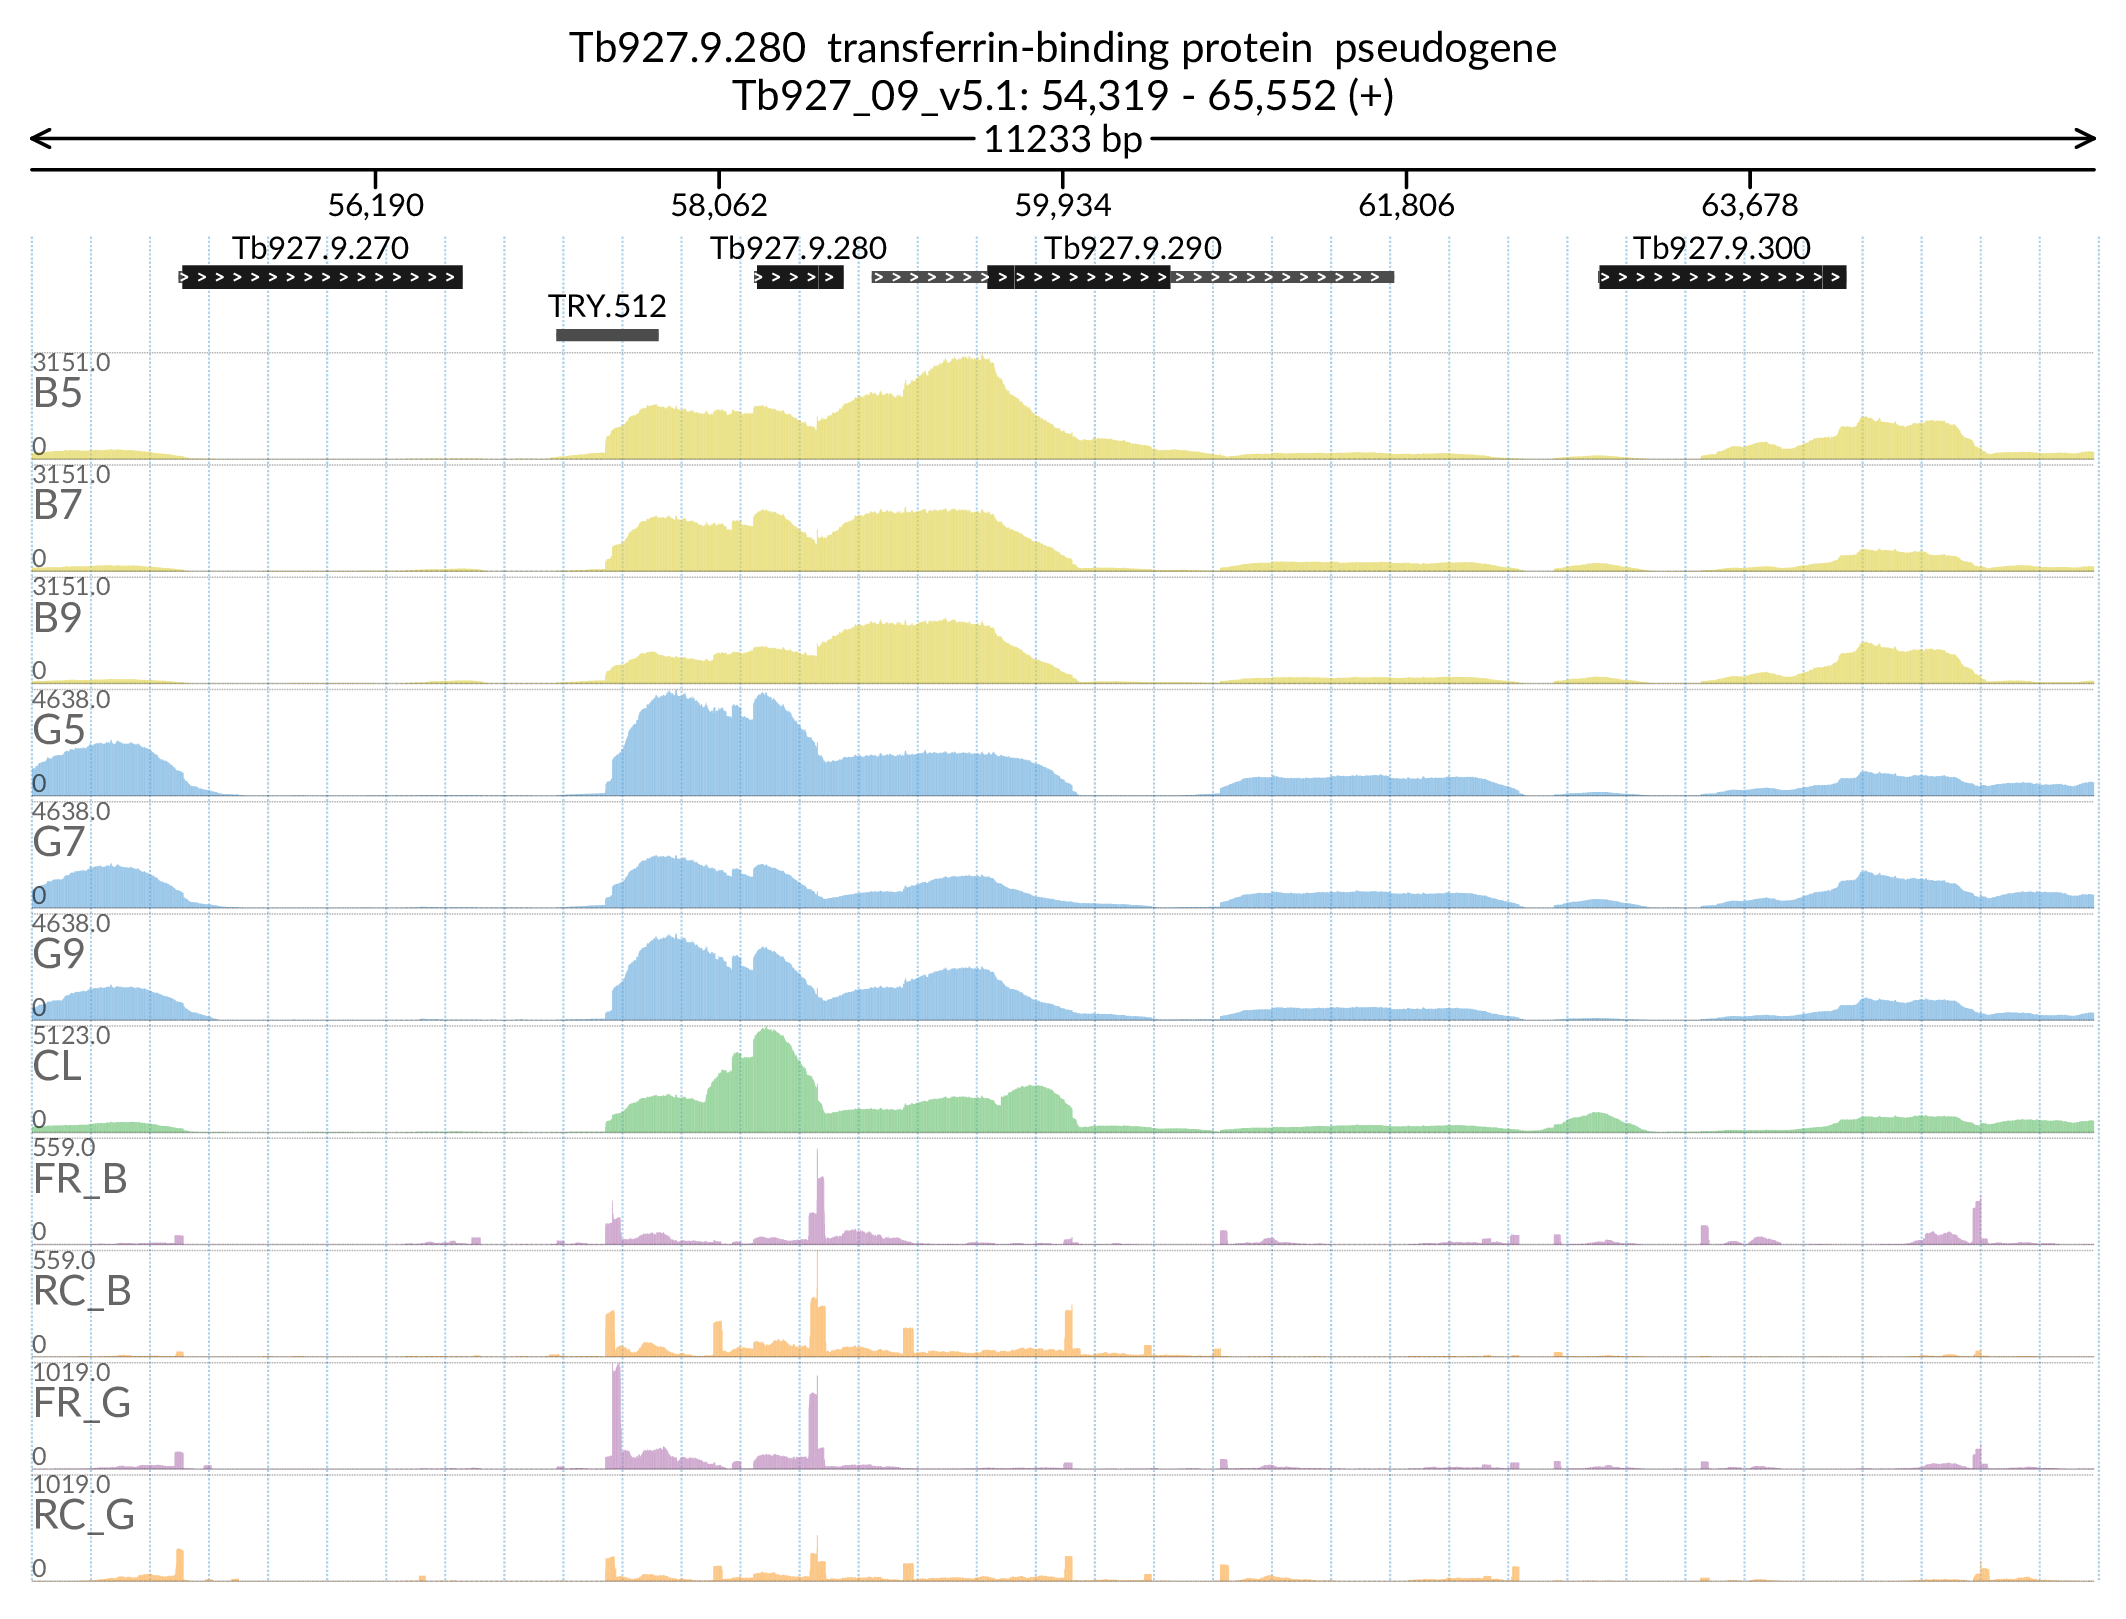 Tb927.9.280 transferrin-binding protein pseudogene
Tb927_09_v5.1: 54,319 - 65,552 (+)
11233 bp
56,190 58,062 59,934 61,806 63,678
Tb927.9.270 Tb927.9.280 Tb927.9.290 Tb927.9.300
TRY.512
3151.0
B5
0
3151.0
B7
0
3151.0
B9
0
4638.0
G5
0
4638.0
G7
0
4638.0
G9
0
5123.0
CL
0
559.0
FR_B
0
559.0
RC_B
0
1019.0
FR_G
0
1019.0
RC_G
0